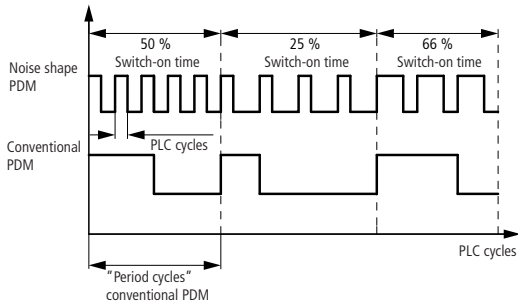 50 %
Switch-on time
25 %
Switch-on time
66 %
Switch-on time
Noise shape
PDM
PLC cycles
Conventional
PDM
PLC cycles
“Period cycles“
conventional PDM